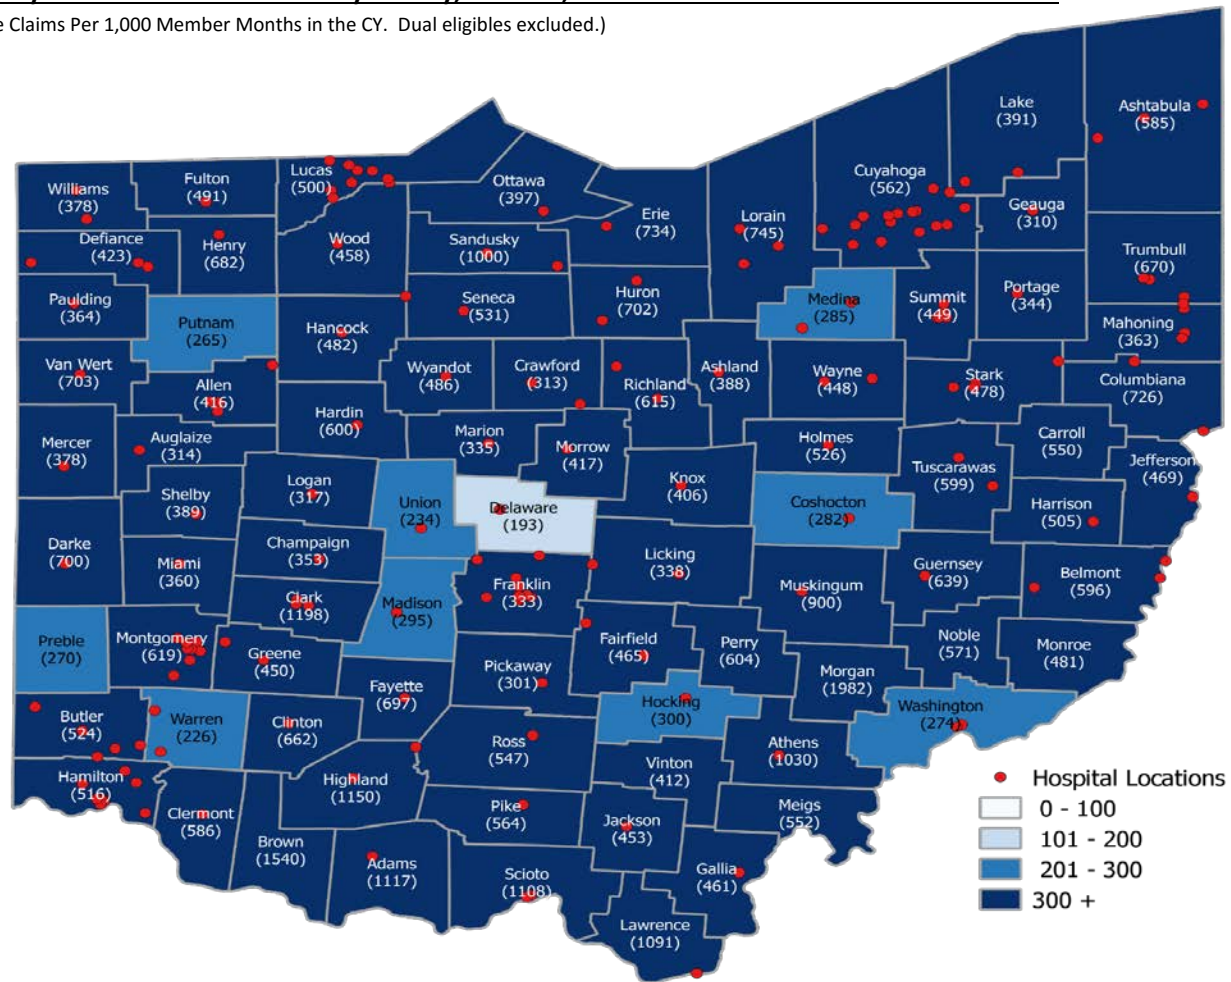 e Claims Per 1,000 Member Months in the CY. Dual eligibles excluded.)
Lake
(391)
Ashtabula
(585)
Williams
(378)
Fulton
(491)
Lucas
(500)
Ottawa
(397)
Cuyahoga
(562)
Geauga
(310)
Erie
(734)
Lorain
(745)
Defiance
(423)
Henry
(682)
Wood
(458)
Sandusky
(1000)
Trumbull
(670)
Paulding
(364)
Putnam
(265)
Hancock
(482)
Seneca
(531)
Huron
(702)
Medina
(285)
Summit
(449)
Portage
(344)
Mahoning
(363)
Van Wert
(703)
Allen
(416)
Wyandot
(486)
Crawford
(313)
Richland
(615)
Ashland
(388)
Wayne
(448)
Stark
(478)
Columbiana
(726)
Hardin
(600)
Mercer
(378)
Auglaize
(314)
Marion
(335)
Morrow
(417)
Holmes
(526)
Tuscarawas
(599)
Carroll
(550)
Jefferson
(469)
Shelby
(389)
Logan
(317)
Union
(234)
Delaware
(193)
Knox
(406)
Coshocton
(282)
Harrison
(505)
Darke
(700)
Miami
(360)
Champaign
(353)
Franklin
(333)
Licking
(338)
Muskingum
(900)
Guernsey
(639)
Belmont
(596)
Clark
(1198)
Madison
(295)
Preble
(270)
Montgomery
(619)
Greene
(450)
Fairfield
(465)
Perry
(604)
Noble
(571)
Monroe
(481)
Pickaway
(301)
Morgan
(1982)
Fayette
(697)
Hocking
(300)
Washington
(274)
Butler
(524)
Warren
(226)
Clinton
(662)
Ross
(547)
Athens
(1030)
Vinton
(412)
Hamilton
(516)
Highland
(1150)
Clermont
(586)
Pike
(564)
Jackson
(453)
Meigs
(552)
Brown
(1540)
Adams
(1117)
Scioto
(1108)
Gallia
(461)
Lawrence
(1091)
Hospital Locations
0 - 100
101 - 200
201 - 300
300 +